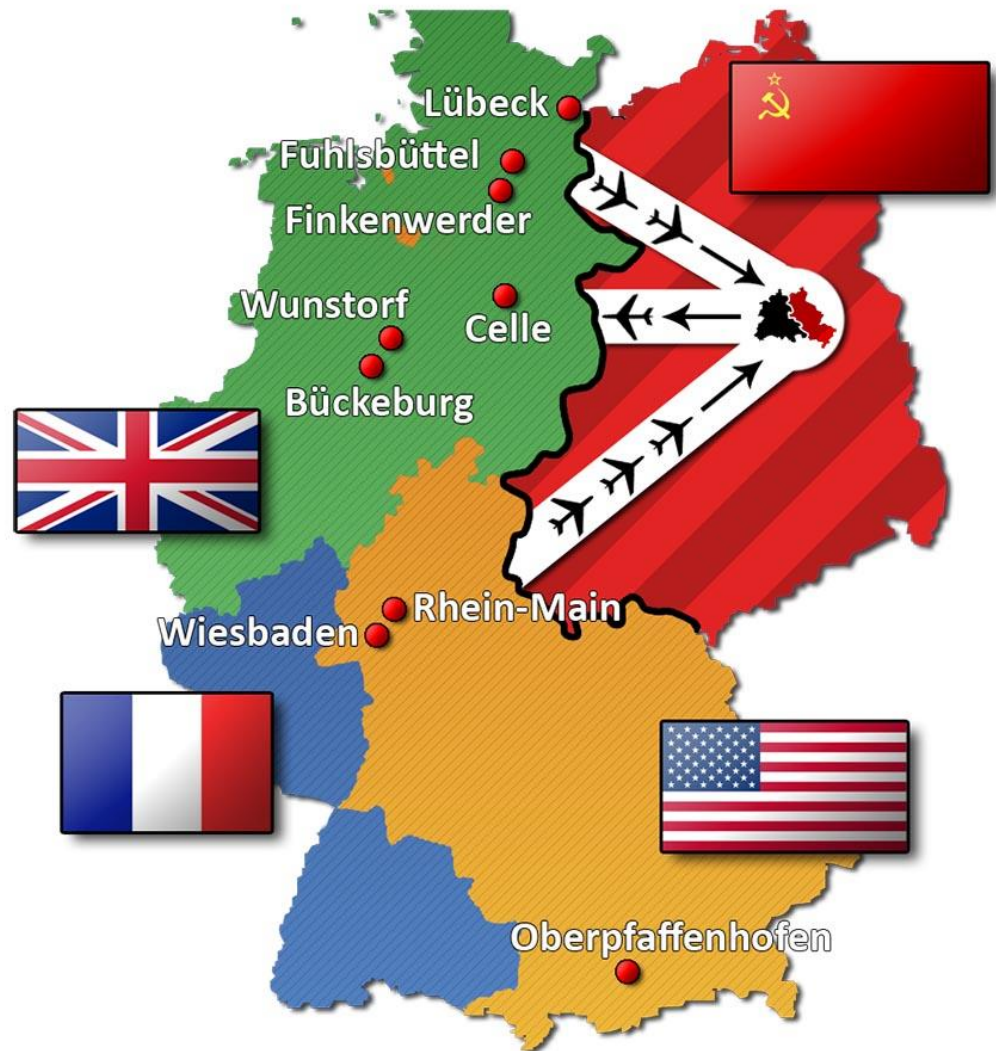 Lübeck
Fuhlsbüttel
Finkenwerder
Wunstorf
Celle
Bückeburg
Rhein-Main
Wiesbaden
Oberpfaffenhofen